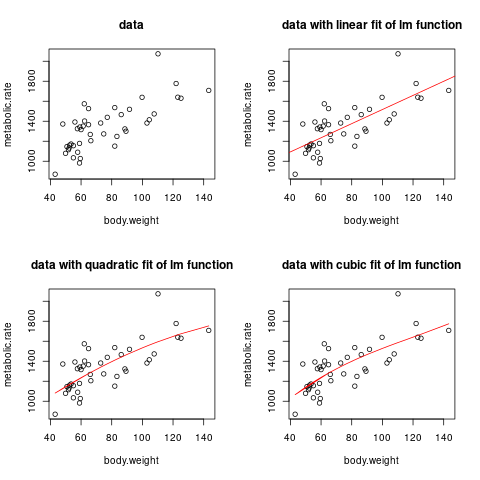 data
data with linear fit of lm function
metabolic.rate
1000 1400 1800
40 60 80 100 120 140
body.weight
metabolic.rate
1000 1400 1800
40 60 80 100 120 140
body.weight
data with quadratic fit of lm function
data with cubic fit of lm function
metabolic.rate
1000 1400 1800
40 60 80 100 120 140
body.weight
metabolic.rate
1000 1400 1800
40 60 80 100 120 140
body.weight